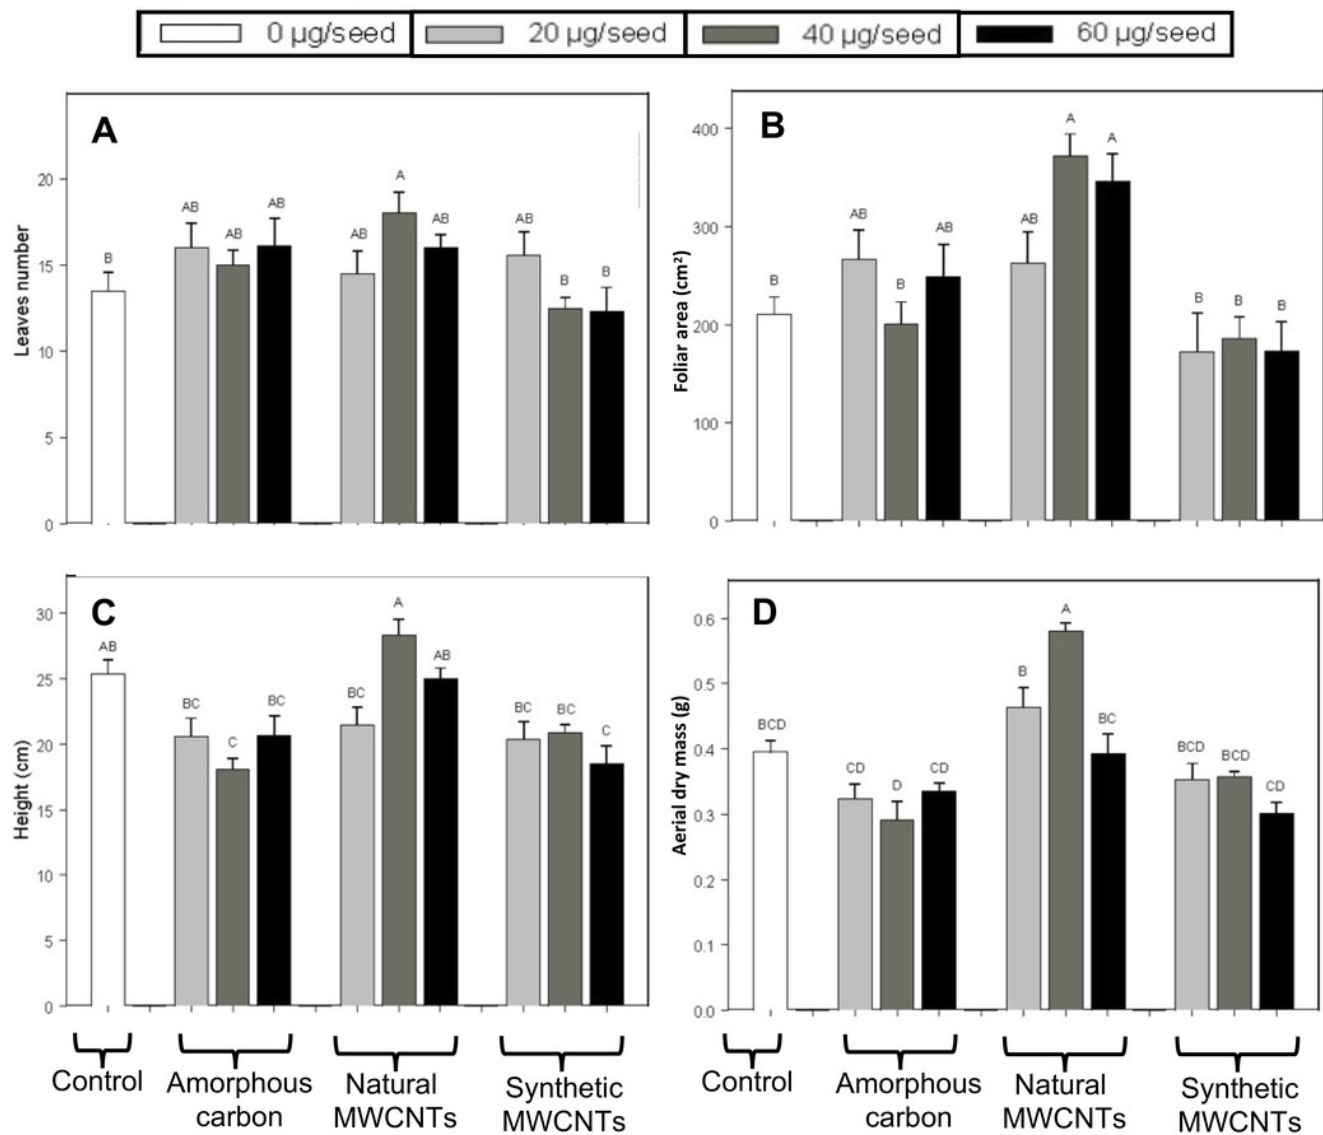 0 µg/seed 20 µg/seed 40 µg/seed 60 µg/seed
A
Leaves number
20
15
10
5
0
B
AB
AB
AB
AB
A
AB
AB
B
B
B
Foliar area (cm²)
400
300
200
100
0
B
AB
B
AB
AB
A
A
B
B
B
C
Height (cm)
30
25
20
15
10
5
0
AB
BC
C
BC
BC
A
AB
BC
BC
C
D
Aerial dry mass (g)
0.6
0.5
0.4
0.3
0.2
0.1
0.0
BCD
CD
D
CD
B
A
BC
BCD
BCD
CD
Control
Amorphous
carbon
Natural
MWCNTs
Synthetic
MWCNTs
Control
Amorphous
carbon
Natural
MWCNTs
Synthetic
MWCNTs